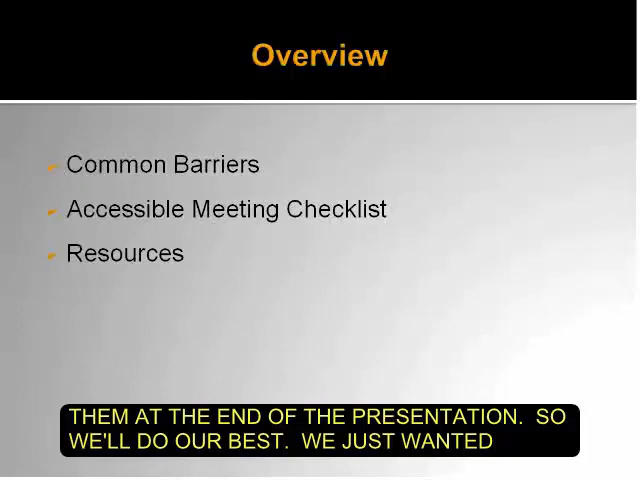 Overview
Common Barriers
Accessible Meeting Checklist
Resources
THEM AT THE END OF THE PRESENTATION.  SO
WE'LL DO OUR BEST.  WE JUST WANTED